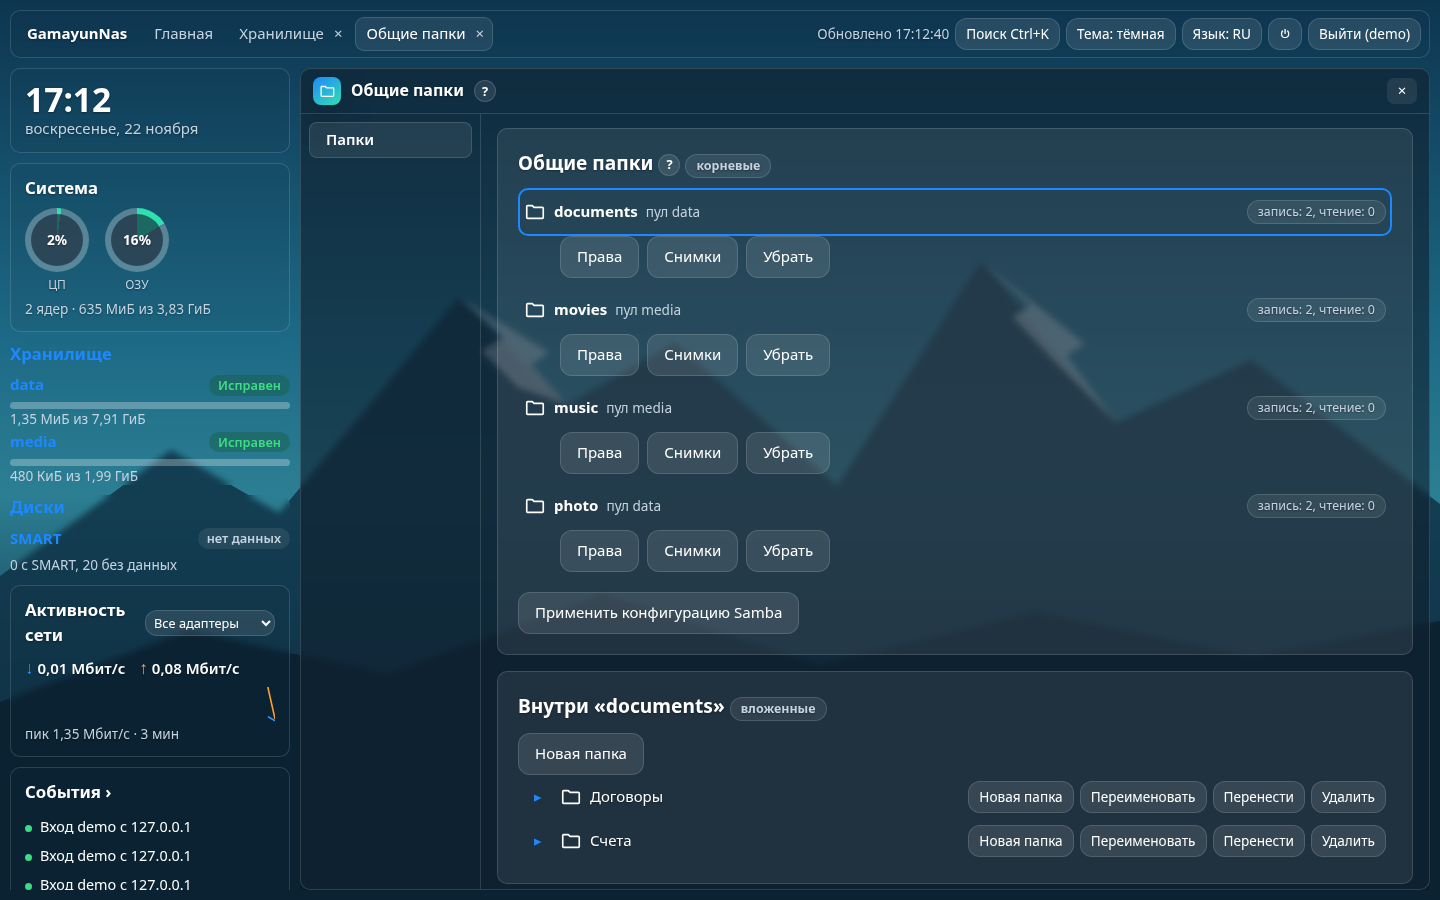 GamayunNas Главная Хранилище × Общие папки × Обновлено 17:12:40 Поиск Ctrl+K Тема: тёмная Язык: RU Выйти (demo)
17:12
воскресенье, 22 ноября
Система
2% 16%
ЦП ОЗУ
2 ядер · 635 МиБ из 3,83 ГиБ
Хранилище
data Исправен
1,35 МиБ из 7,91 ГиБ
media Исправен
480 КиБ из 1,99 ГиБ
Диски
SMART нет данных
0 с SMART, 20 без данных
Активность сети Все адаптеры
↓ 0,01 Мбит/с ↑ 0,08 Мбит/с
пик 1,35 Мбит/с · 3 мин
События ›
Вход demo с 127.0.0.1
Вход demo с 127.0.0.1
Вход demo с 127.0.0.1
Общие папки ? ×
Папки
Общие папки ? корневые
documents пул data запись: 2, чтение: 0
Права Снимки Убрать
movies пул media запись: 2, чтение: 0
Права Снимки Убрать
music пул media запись: 2, чтение: 0
Права Снимки Убрать
photo пул data запись: 2, чтение: 0
Права Снимки Убрать
Применить конфигурацию Samba
Внутри «documents» вложенные
Новая папка
Договоры Новая папка Переименовать Перенести Удалить
Счета Новая папка Переименовать Перенести Удалить